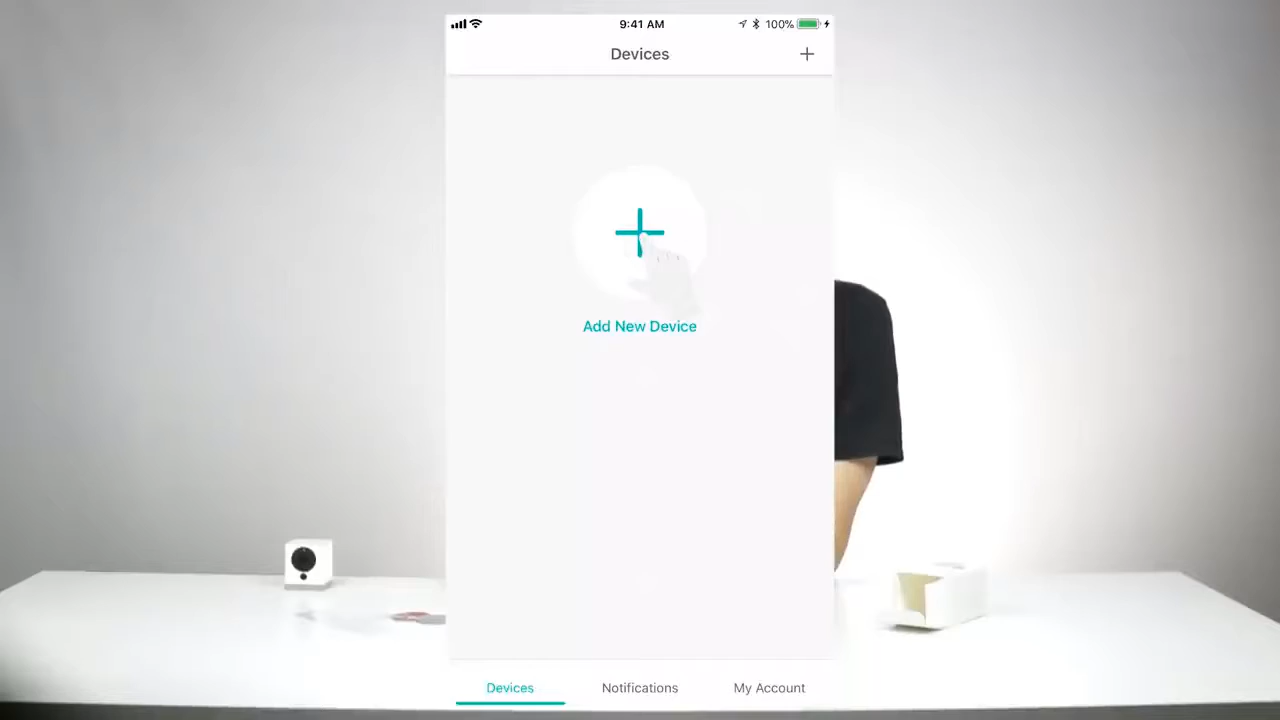 9:41 AM
100%
Devices
Add New Device
Devices
Notifications
My Account